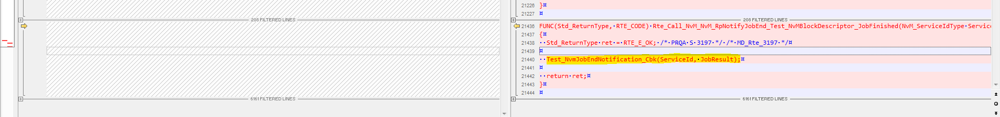 21226 }¤
21227 ¤
208 FILTERED LINES
208 FILTERED LINES
21436 FUNC(Std_ReturnType,·RTE_CODE)·Rte_Call_NvM_NvM_RpNotifyJobEnd_Test_NvMBlockDescriptor_JobFinished(NvM_ServiceIdType·Service
21437 {¤
21438 ··Std_ReturnType·ret·=·RTE_E_OK;·/*·PRQA·S·3197·*/·/*·MD_Rte_3197·*/¤
21439 ¤
21440 ··Test_NvmJobEndNotification_Cbk(ServiceId,·JobResult);¤
21441 ¤
21442 ··return·ret;¤
21443 }¤
21444 ¤
6161 FILTERED LINES
6161 FILTERED LINES